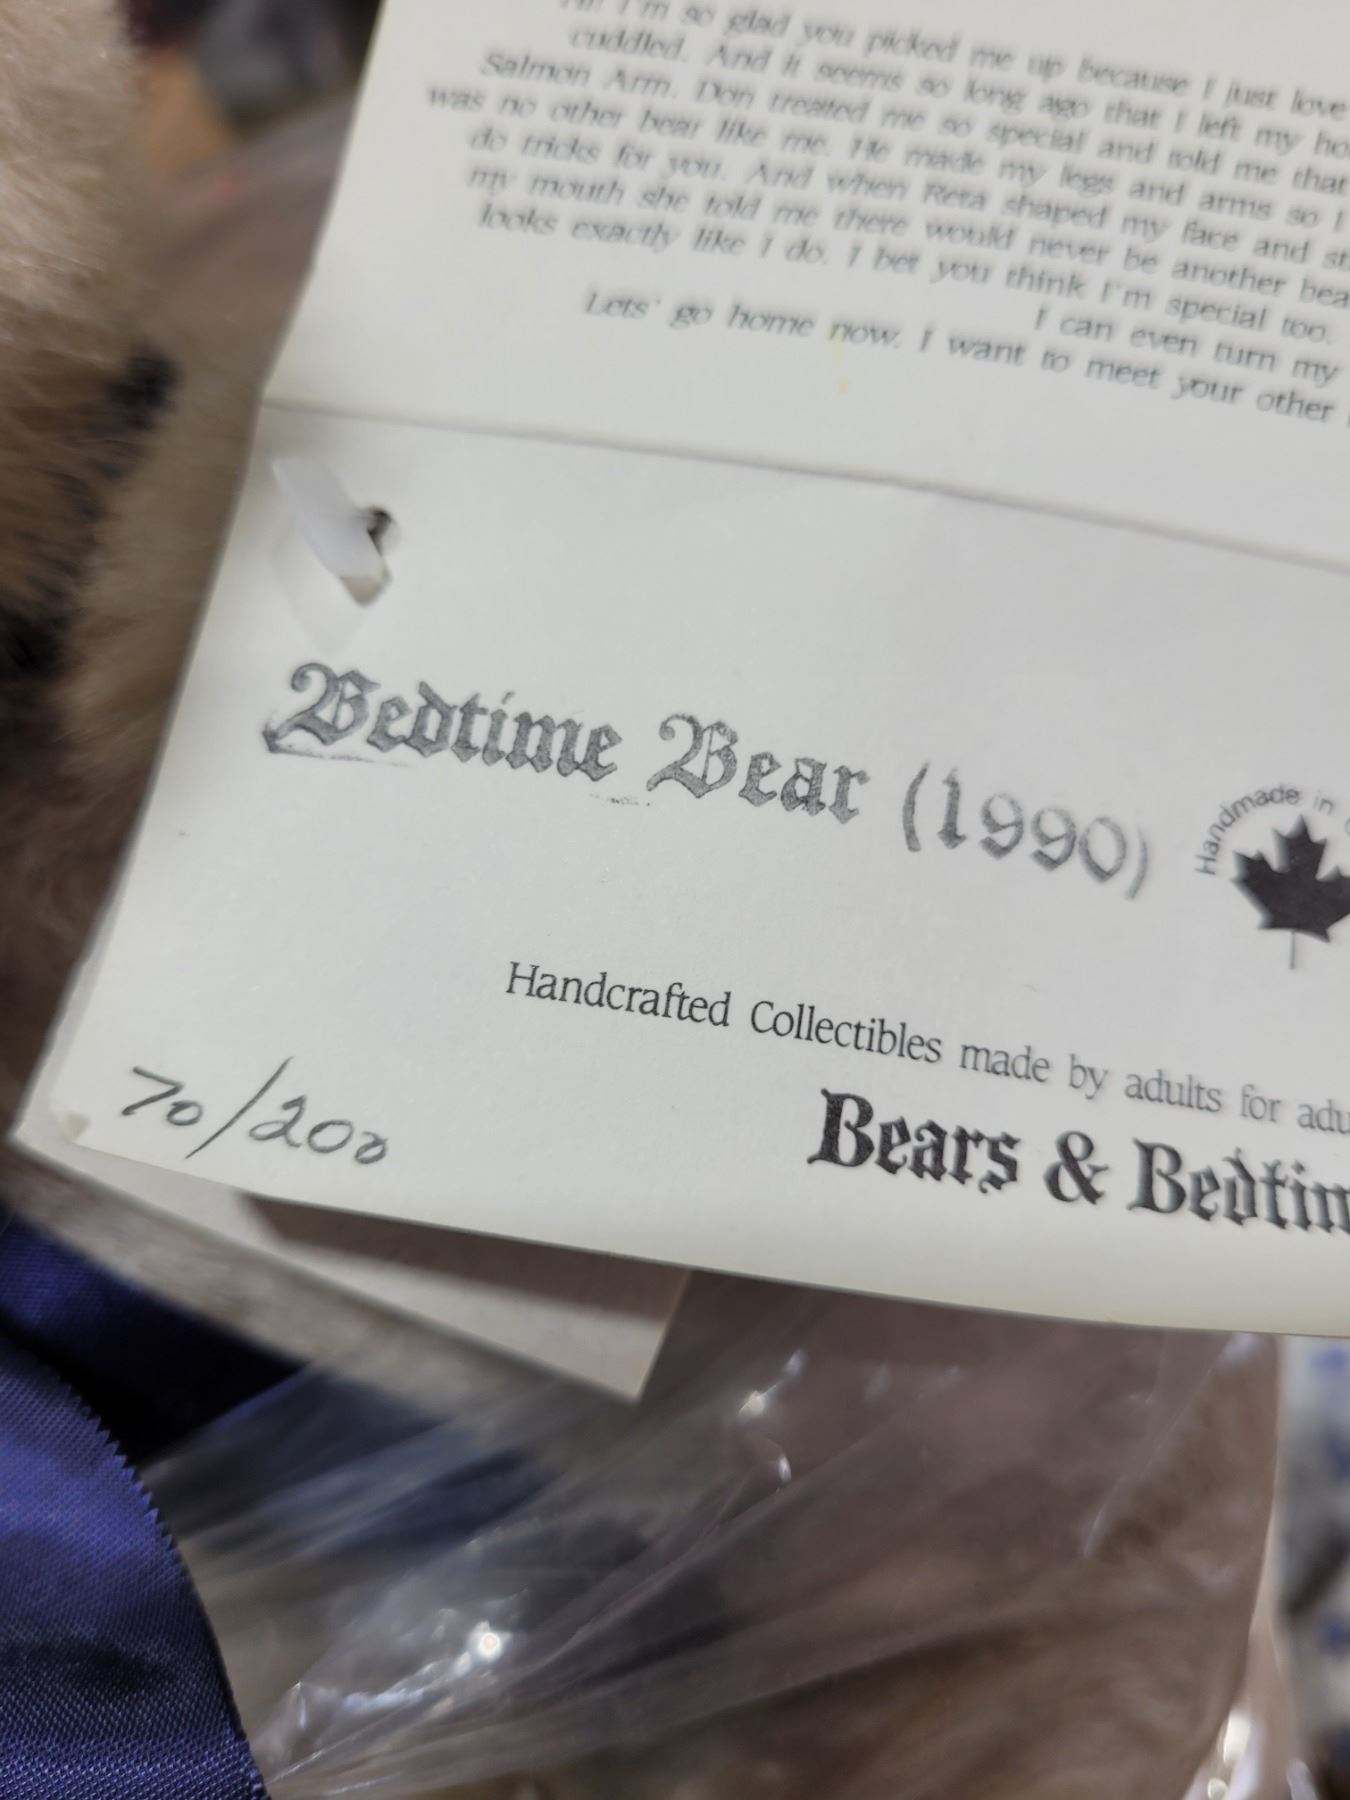 Hi! I'm so glad you picked me up because I just love
cuddled. And it seems so long ago that I left my
Salmon Arm. Don treated me so special and told me that
was no other bear like me. He made my legs and arms so I
do tricks for you. And when Reta shaped my face and
my mouth she told me there would never be another
looks exactly like I do. I bet you think I'm special too.
I can even turn my
Lets' go home now. I want to meet your other
Bedtime Bear (1990)
Handmade in
Handcrafted Collectibles made by adults for
Bears & Bedtim
70/200